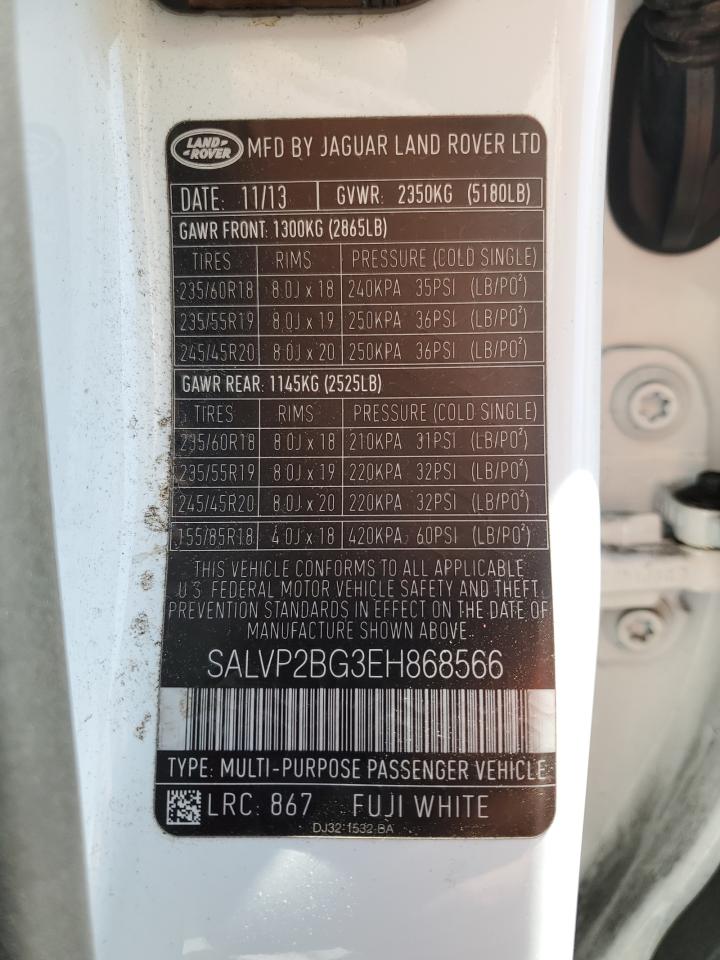 LAND-
ROVER
MFD BY JAGUAR LAND ROVER LTD
DATE: 11/13 GVWR: 2350KG (5180LB)
GAWR FRONT: 1300KG (2865LB)
TIRES RIMS PRESSURE (COLD SINGLE)
235/60R18 8.0J x 18 240KPA 35PSI (LB/PO²)
235/55R19 8.0J x 19 250KPA 36PSI (LB/PO²)
245/45R20 8.0J x 20 250KPA 36PSI (LB/PO²)
GAWR REAR: 1145KG (2525LB)
TIRES RIMS PRESSURE (COLD SINGLE)
235/60R18 8.0J x 18 210KPA 31PSI (LB/PO²)
235/55R19 8.0J x 19 220KPA 32PSI (LB/PO²)
245/45R20 8.0J x 20 220KPA 32PSI (LB/PO²)
155/85R18 4.0J x 18 420KPA 60PSI (LB/PO²)
THIS VEHICLE CONFORMS TO ALL APPLICABLE
U.S. FEDERAL MOTOR VEHICLE SAFETY AND THEFT
PREVENTION STANDARDS IN EFFECT ON THE DATE OF
MANUFACTURE SHOWN ABOVE.
SALVP2BG3EH868566
TYPE: MULTI-PURPOSE PASSENGER VEHICLE
LRC: 867 FUJI WHITE
DJ32-1532-BA